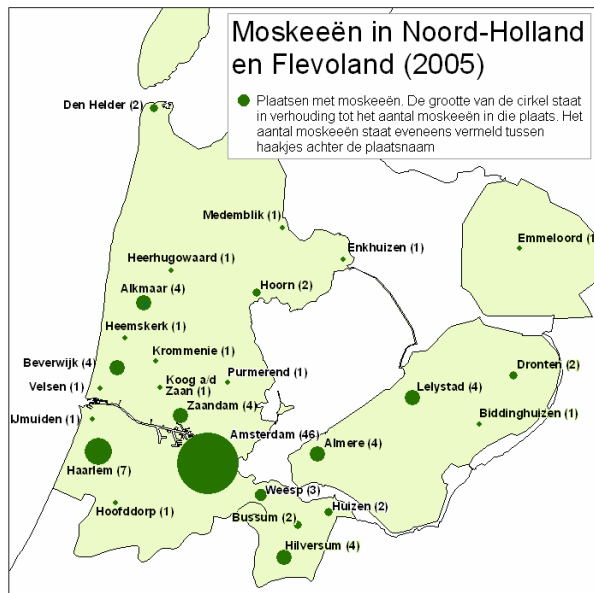 Moskeeën in Noord-Holland
en Flevoland (2005)
Plaatsen met moskeeën. De grootte van de cirkel staat
in verhouding tot het aantal moskeeën in die plaats. Het
aantal moskeeën staat eveneens vermeld tussen
haakjes achter de plaatsnaam
Den Helder (2)
Medemblik (1)
Emmeloord (1
Enkhuizen (1)
Heerhugowaard (1)
Alkmaar (4)
Hoorn (2)
Heemskerk (1)
Krommenie (1)
Beverwijk (4)
Purmerend (1)
Dronten (2)
Koog a/d
Zaan (1)
Velsen (1)
Lelystad (4)
Zaandam (4)
Biddinghuizen (1)
IJmuiden (1)
Amsterdam (46)
Almere (4)
Haarlem (7)
Weesp (3)
Hoofddorp (1)
Huizen (2)
Bussum (2)
Hilversum (4)